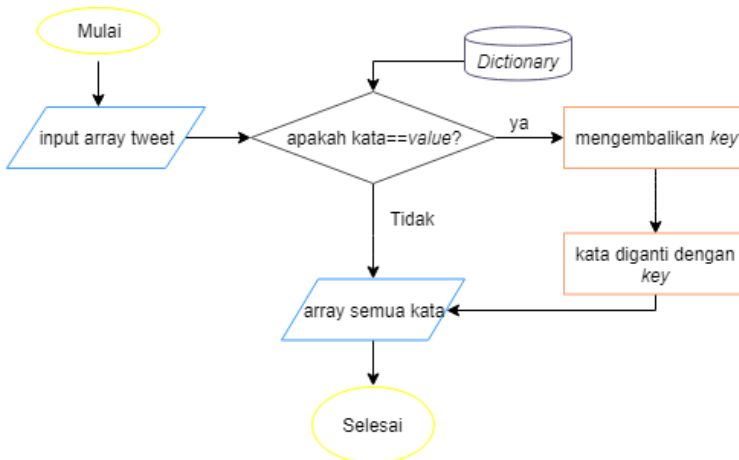 Mulai
Dictionary
input array tweet
apakah kata==value?
ya
mengembalikan key
Tidak
kata diganti dengan
key
array semua kata
Selesai